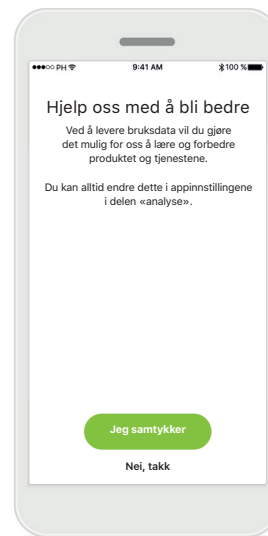 PH 9:41 AM 100 %
Hjelp oss med å bli bedre
Ved å levere bruksdata vil du gjøre
det mulig for oss å lære og forbedre
produktet og tjenestene.
Du kan alltid endre dette i appinnstillingene
i delen «analyse».
Jeg samtykker
Nei, takk